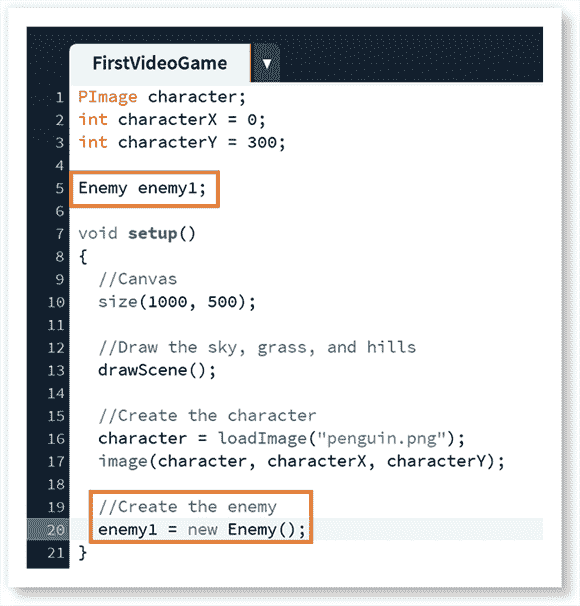 FirstVideoGame ▼
1 PImage character;
2 int characterX = 0;
3 int characterY = 300;
4
5 Enemy enemy1;
6
7 void setup()
8 {
9 //Canvas
10 size(1000, 500);
11
12 //Draw the sky, grass, and hills
13 drawScene();
14
15 //Create the character
16 character = loadImage("penguin.png");
17 image(character, characterX, characterY);
18
19 //Create the enemy
20 enemy1 = new Enemy();
21 }